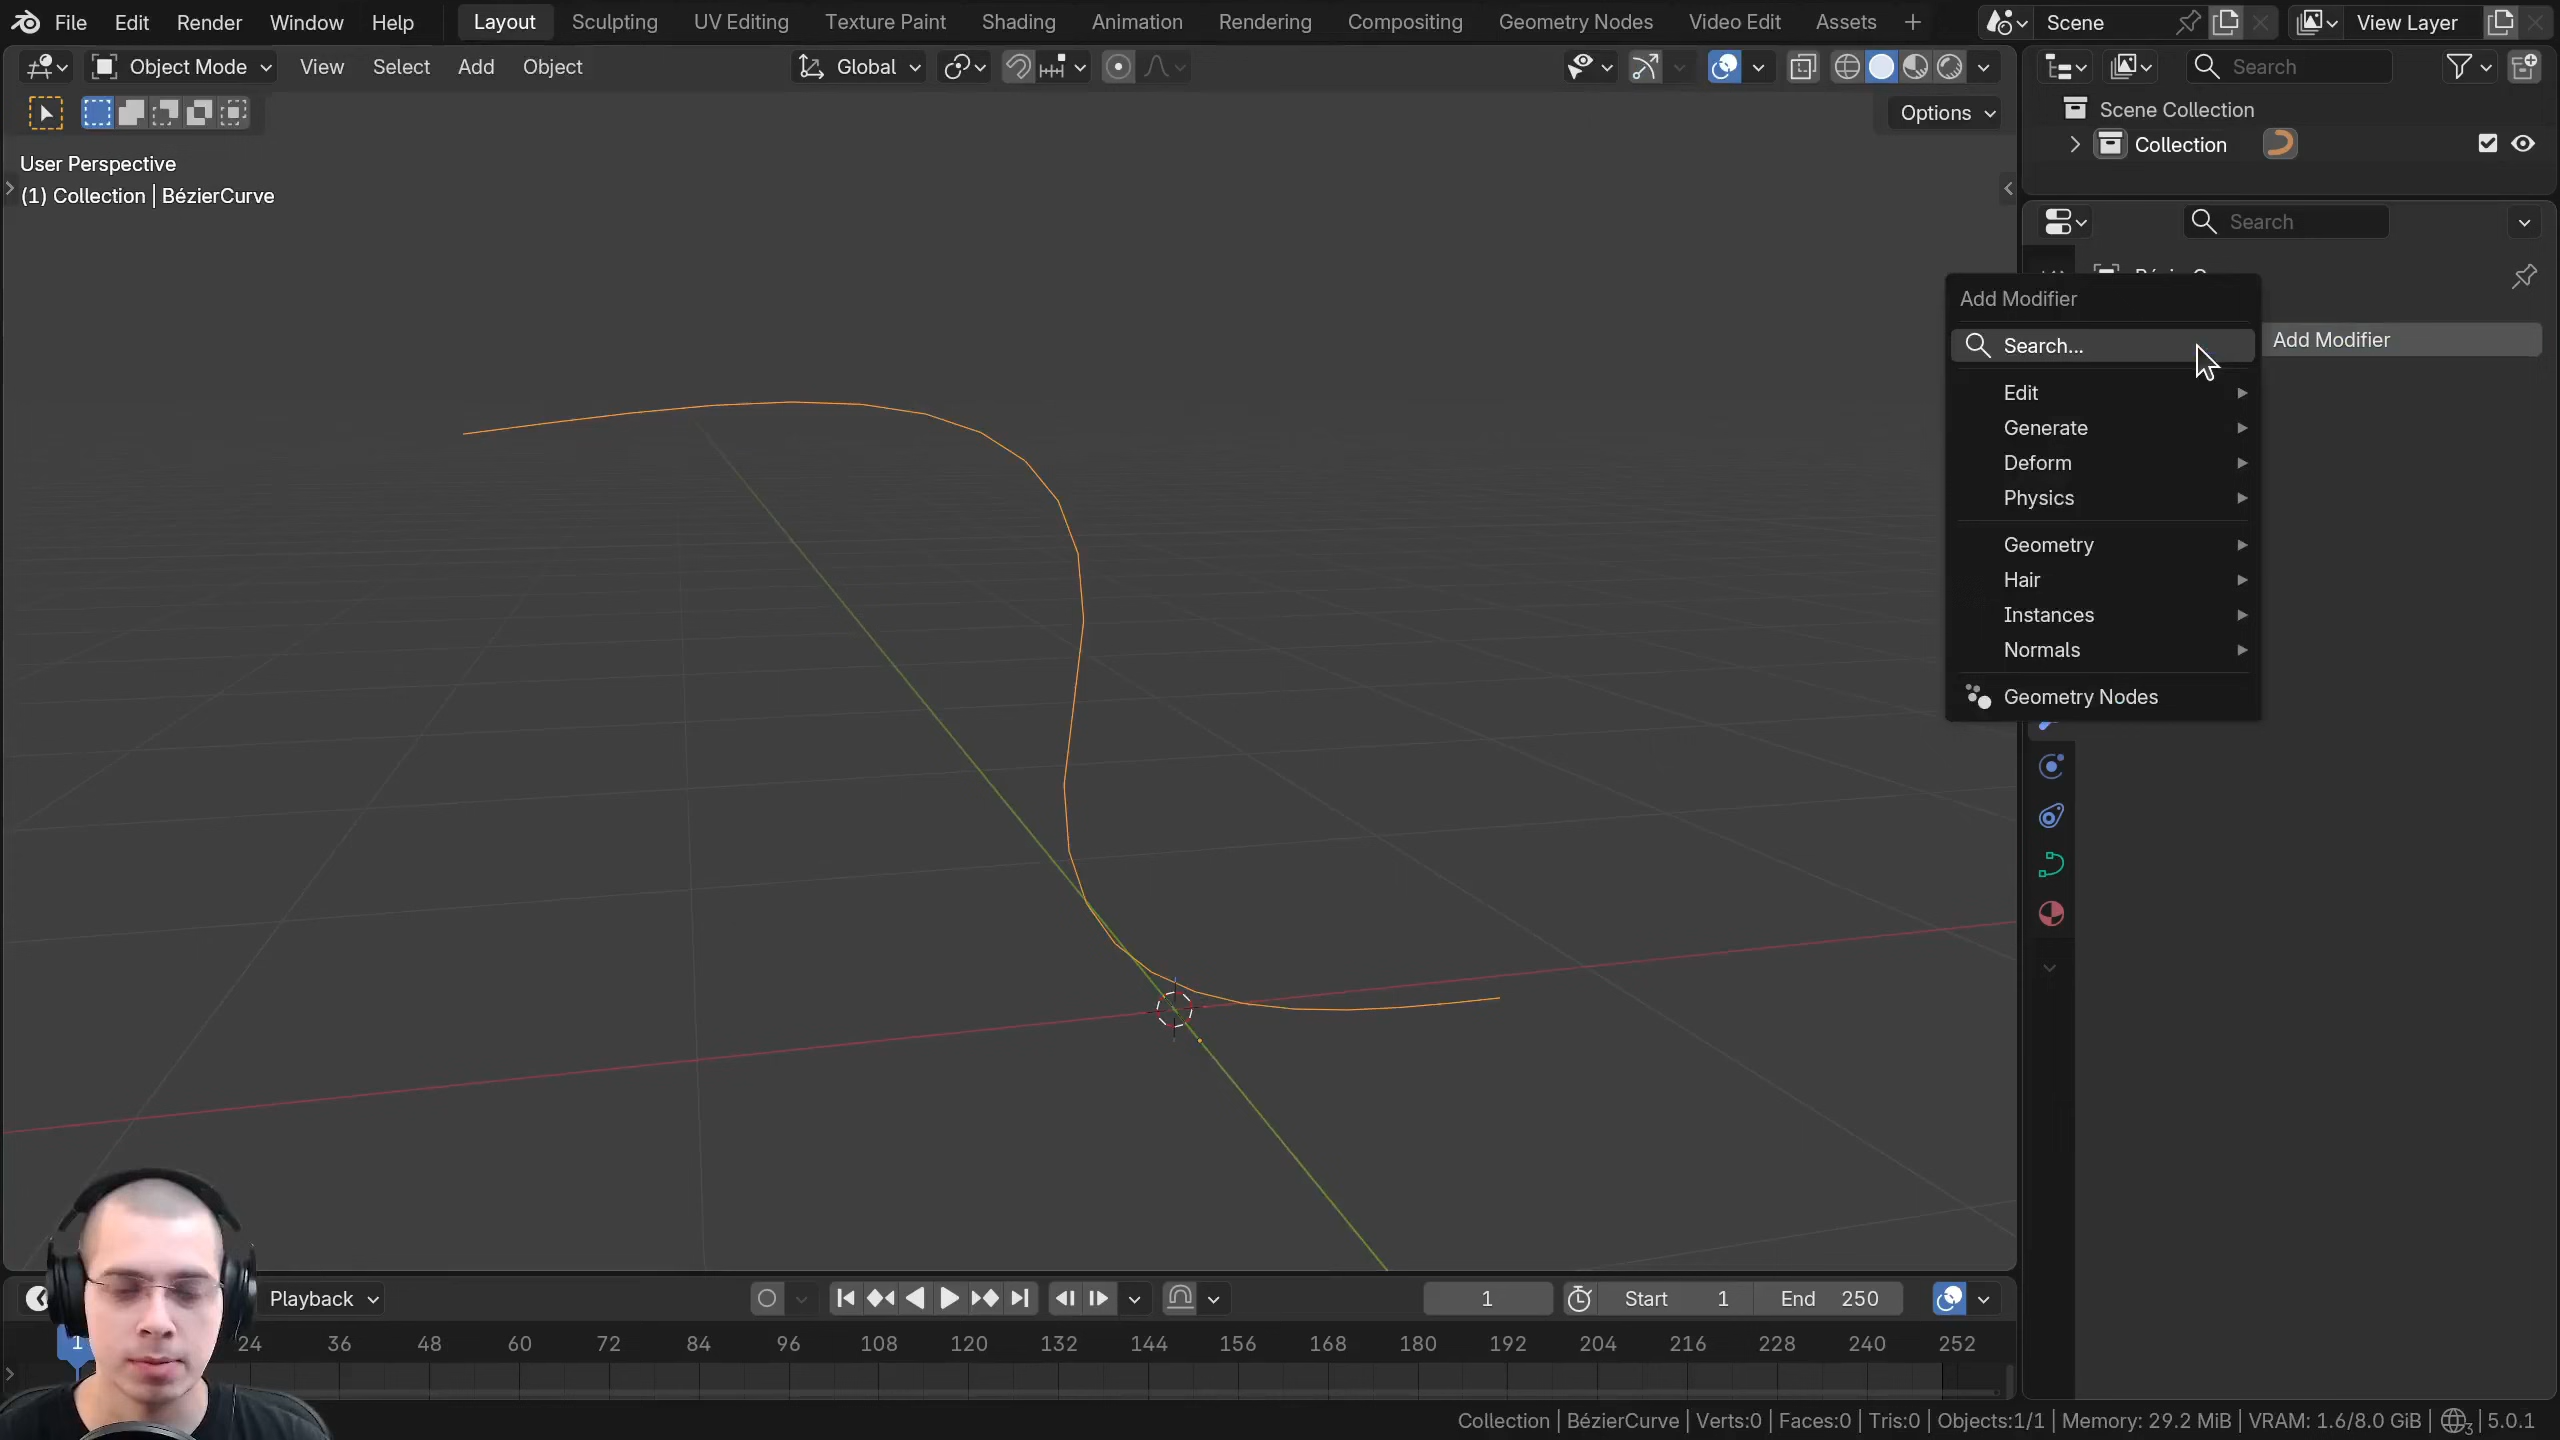 File Edit Render Window Help Layout Sculpting UV Editing Texture Paint Shading Animation Rendering Compositing Geometry Nodes Video Edit Assets + Scene View Layer
Object Mode View Select Add Object Global Search
Options
Scene Collection
Collection
User Perspective
(1) Collection | BézierCurve
Search
Add Modifier
Search...
Add Modifier
Edit
Generate
Deform
Physics
Geometry
Hair
Instances
Normals
Geometry Nodes
Playback 1 Start 1 End 250
1 24 36 48 60 72 84 96 108 120 132 144 156 168 180 192 204 216 228 240 252
Collection | BézierCurve | Verts:0 | Faces:0 | Tris:0 | Objects:1/1 | Memory: 29.2 MiB | VRAM: 1.6/8.0 GiB | 3 | 5.0.1